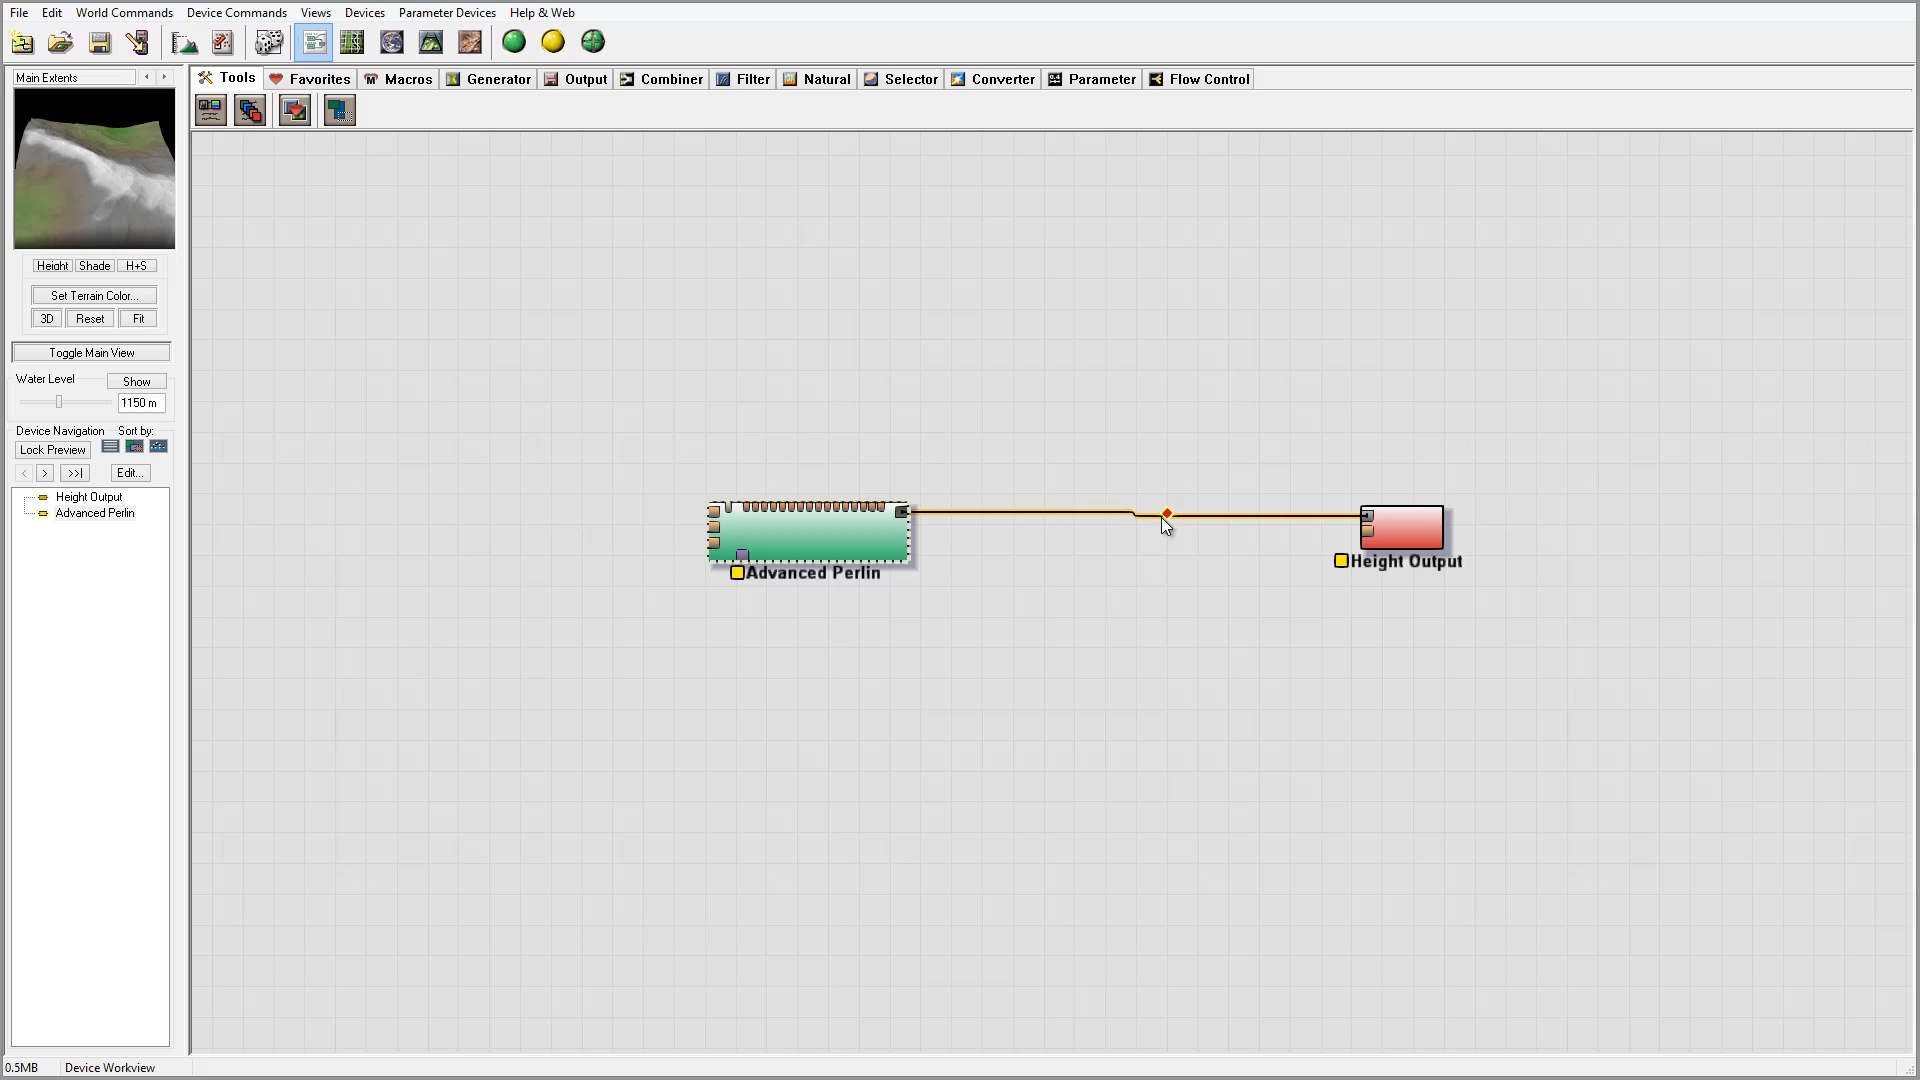 File Edit World Commands Device Commands Views Devices Parameter Devices Help & Web
Main Extents
Tools Favorites Macros Generator Output Combiner Filter Natural Selector Converter Parameter Flow Control
Height Shade H+S
Set Terrain Color...
3D Reset Fit
Toggle Main View
Water Level Show
1150 m
Device Navigation Sort by:
Lock Preview
< > >>| Edit...
Height Output
Advanced Perlin
Advanced Perlin
Height Output
0.5MB Device Workview